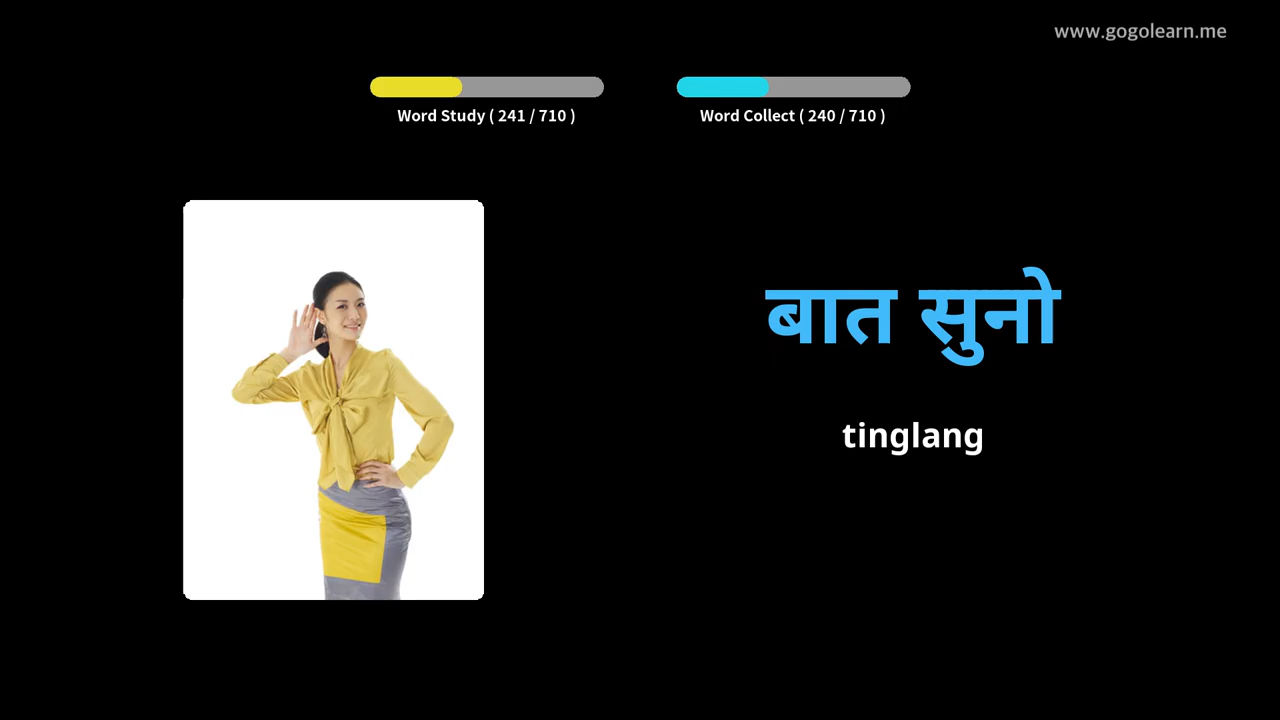 www.gogolearn.me
Word Study ( 241 / 710 )
Word Collect ( 240 / 710 )
बात सुनो
tinglang